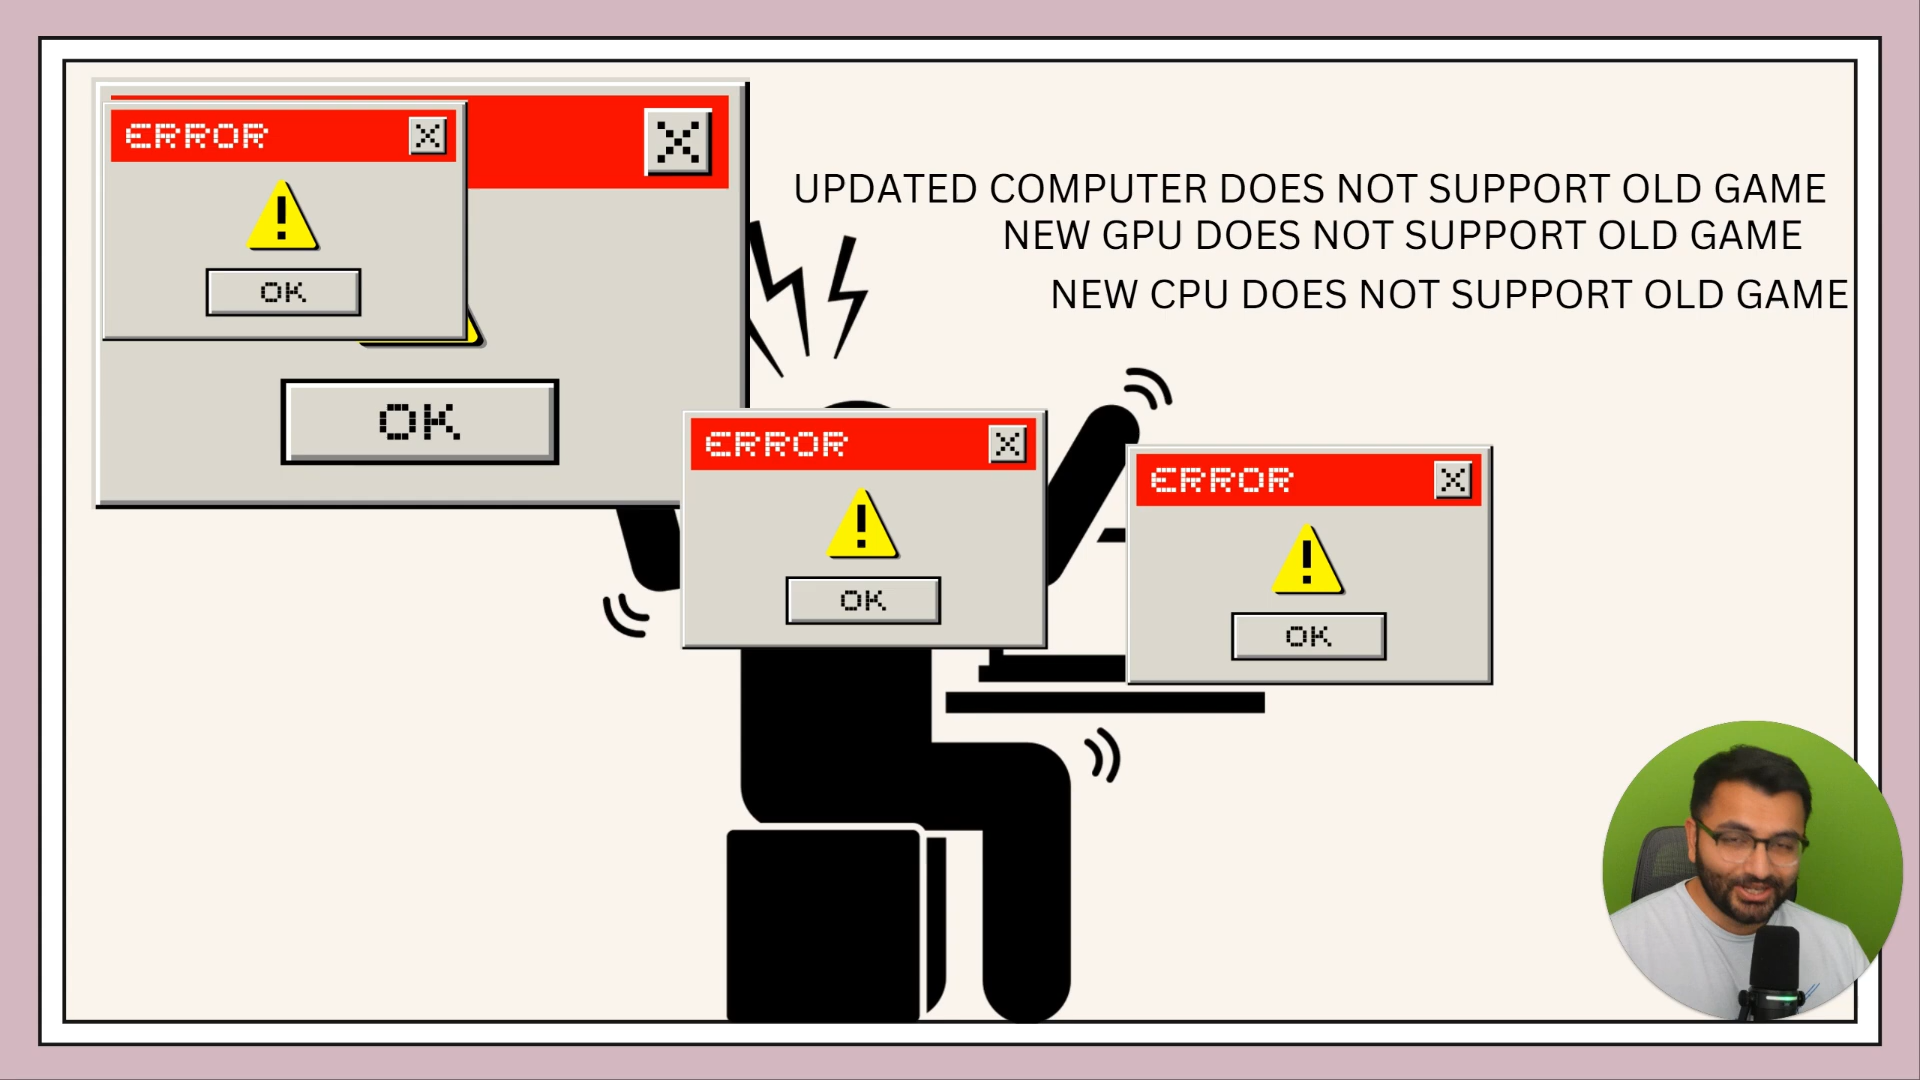 ERROR
OK
OK
UPDATED COMPUTER DOES NOT SUPPORT OLD GAME
NEW GPU DOES NOT SUPPORT OLD GAME
NEW CPU DOES NOT SUPPORT OLD GAME
ERROR
OK
ERROR
OK